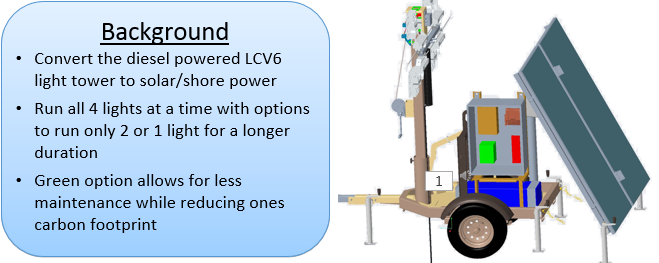 Background
• Convert the diesel powered LCV6
light tower to solar/shore power
• Run all 4 lights at a time with options
to run only 2 or 1 light for a longer
duration
• Green option allows for less
maintenance while reducing ones
carbon footprint
1